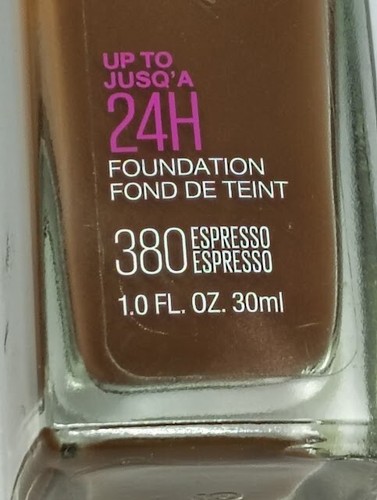 UP TO
JUSQ'A
24H
FOUNDATION
FOND DE TEINT
380 ESPRESSO
ESPRESSO
1.0 FL. OZ. 30ml